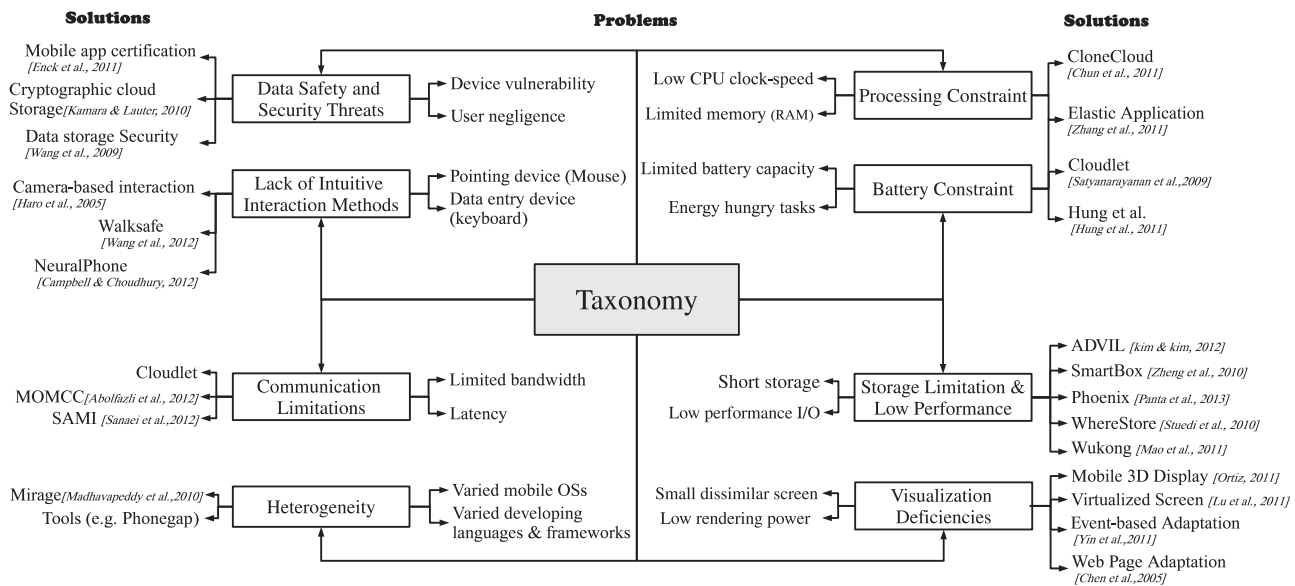 Solutions
Problems
Solutions
Mobile app certification
[Enck et al., 2011]
Cryptographic cloud
Storage[Kamara & Lauter, 2010]
Data storage Security
[Wang et al., 2009]
Data Safety and
Security Threats
Device vulnerability
User negligence
Low CPU clock-speed
Limited memory (RAM)
Processing Constraint
CloneCloud
[Chun et al., 2011]
Elastic Application
[Zhang et al., 2011]
Camera-based interaction
[Haro et al., 2005]
Walksafe
[Wang et al., 2012]
NeuralPhone
[Campbell & Choudhury, 2012]
Lack of Intuitive
Interaction Methods
Pointing device (Mouse)
Data entry device
(keyboard)
Limited battery capacity
Energy hungry tasks
Battery Constraint
Cloudlet
[Satyanarayanan et al.,2009]
Hung et al.
[Hung et al., 2011]
Taxonomy
Cloudlet
MOMCC[Abolfazli et al., 2012]
SAMI [Sanaei et al.,2012]
Communication
Limitations
Limited bandwidth
Latency
Short storage
Low performance I/O
Storage Limitation &
Low Performance
ADVIL [kim & kim, 2012]
SmartBox [Zheng et al., 2010]
Phoenix [Panta et al., 2013]
WhereStore [Stuedi et al., 2010]
Wukong [Mao et al., 2011]
Mirage[Madhavapeddy et al.,2010]
Tools (e.g. Phonegap)
Heterogeneity
Varied mobile OSs
Varied developing
languages & frameworks
Small dissimilar screen
Low rendering power
Visualization
Deficiencies
Mobile 3D Display [Ortiz, 2011]
Virtualized Screen [Lu et al., 2011]
Event-based Adaptation
[Yin et al.,2011]
Web Page Adaptation
[Chen et al.,2005]